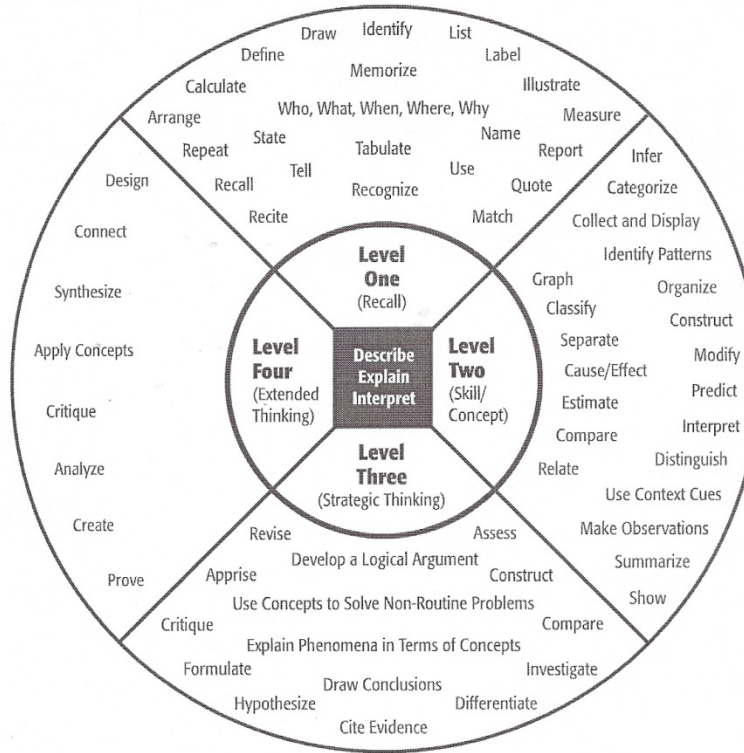 Draw
Identify
List
Define
Label
Calculate
Memorize
Illustrate
Arrange
Who, What, When, Where, Why
Measure
Repeat
State
Tabulate
Name
Report
Recall
Tell
Recognize
Use
Quote
Recite
Match
Level
One
(Recall)
Infer
Categorize
Collect and Display
Identify Patterns
Graph
Organize
Classify
Construct
Separate
Modify
Cause/Effect
Predict
Estimate
Interpret
Compare
Distinguish
Relate
Use Context Cues
Make Observations
Summarize
Show
Level
Two
(Skill/
Concept)
Describe
Explain
Interpret
Level
Three
(Strategic Thinking)
Revise
Assess
Develop a Logical Argument
Apprise
Construct
Use Concepts to Solve Non-Routine Problems
Critique
Compare
Explain Phenomena in Terms of Concepts
Formulate
Investigate
Draw Conclusions
Hypothesize
Differentiate
Cite Evidence
Level
Four
(Extended
Thinking)
Design
Connect
Synthesize
Apply Concepts
Critique
Analyze
Create
Prove